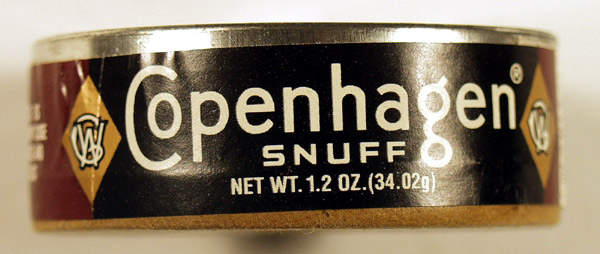 Copenhagen®
SNUFF
NET WT. 1.2 OZ. (34.02g)